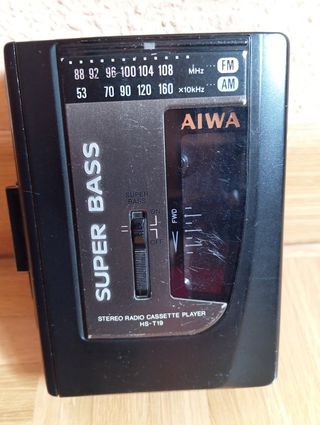 88 92 96 100 104 108 MHz FM
53 70 90 120 160 ×10kHz AM
AIWA
SUPER BASS
SUPER
BASS
ON
OFF
FWD
STEREO RADIO CASSETTE PLAYER
HS-T19